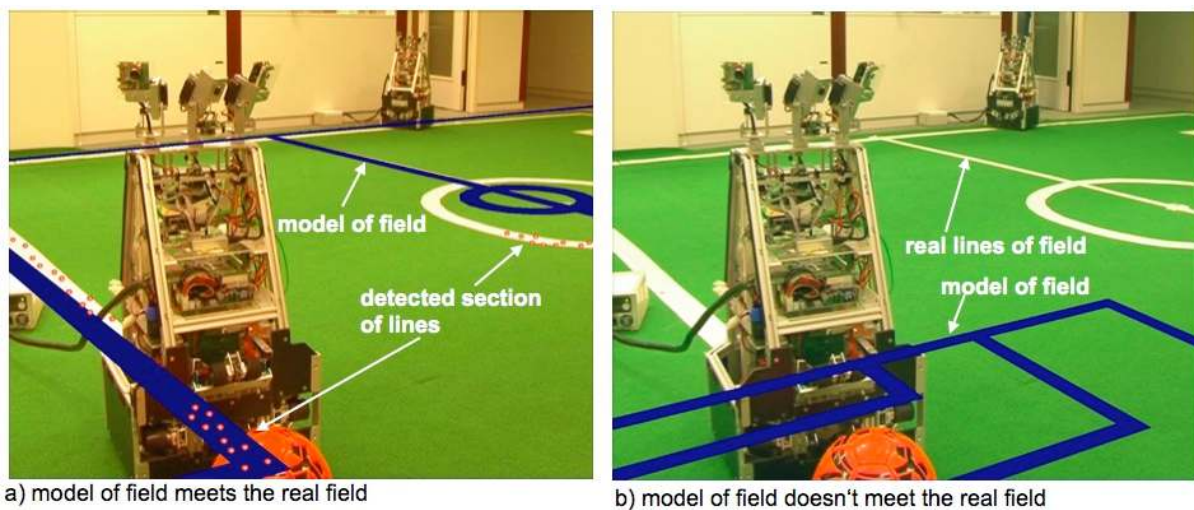 model of field
detected section
of lines
a) model of field meets the real field
real lines of field
model of field
b) model of field doesn't meet the real field